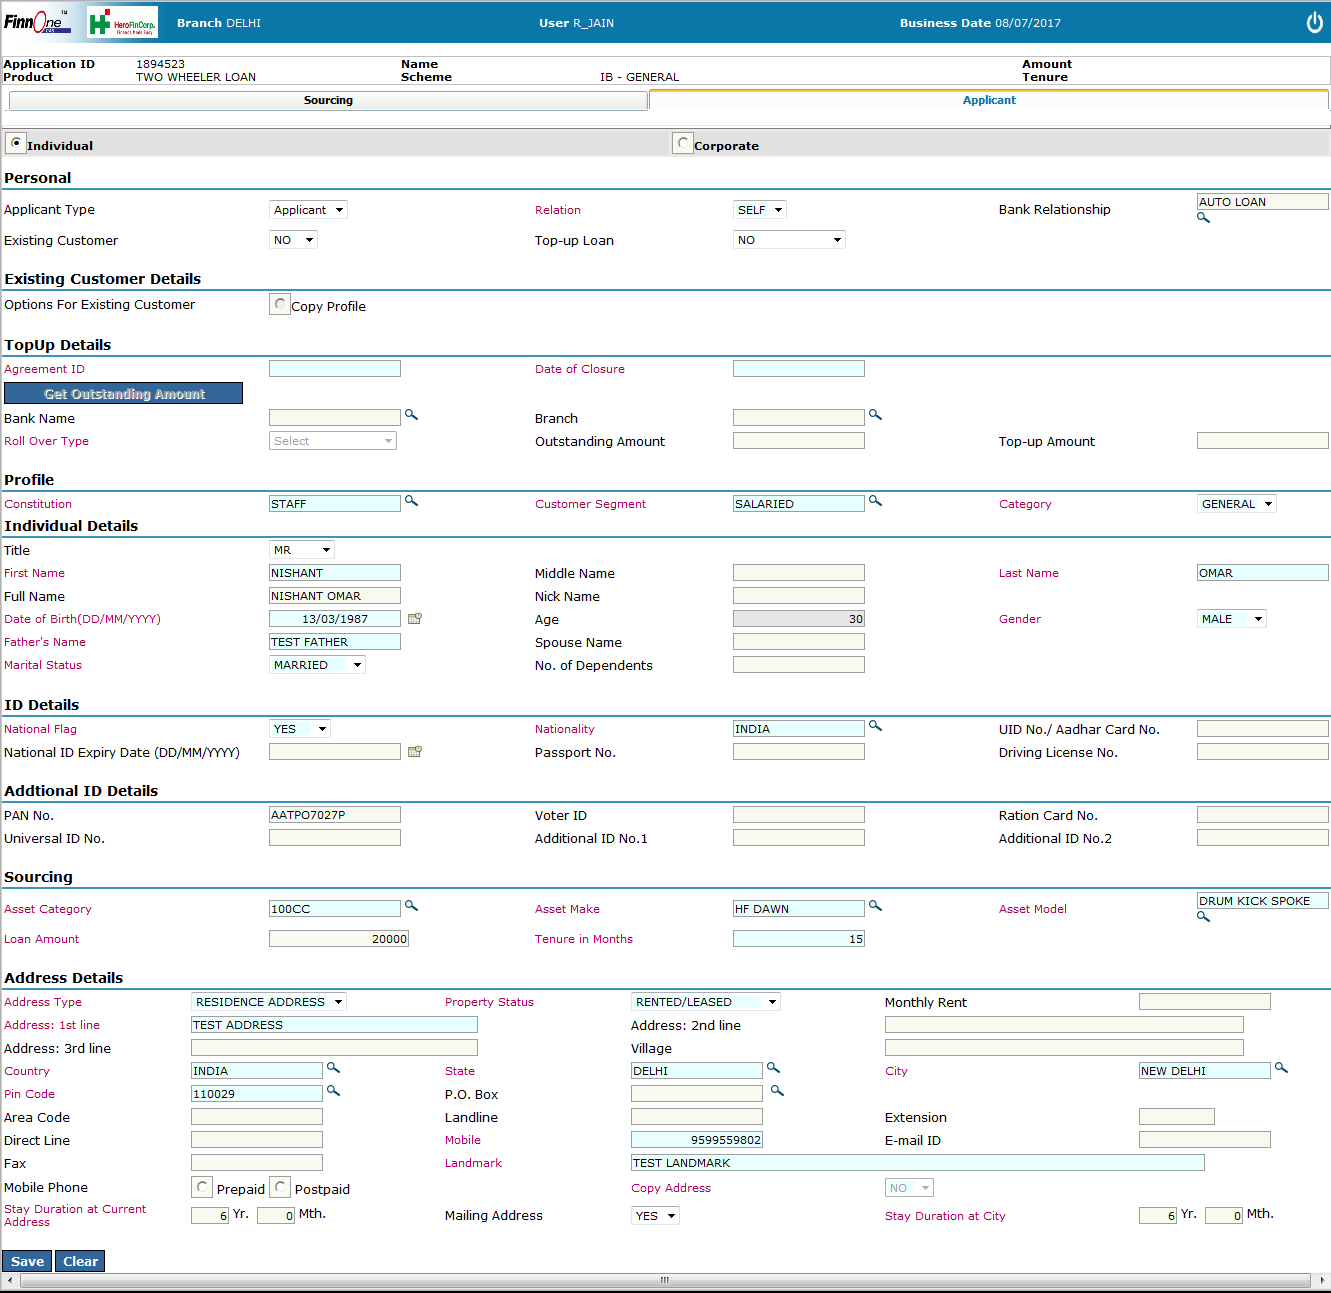 FinnOne™ CAS HeroFinCorp. Finance Made Easy Branch DELHI User R_JAIN Business Date 08/07/2017
Application ID 1894523 Name Amount
Product TWO WHEELER LOAN Scheme IB - GENERAL Tenure
Sourcing Applicant
Individual Corporate
Personal
Applicant Type Applicant Relation SELF Bank Relationship AUTO LOAN
Existing Customer NO Top-up Loan NO
Existing Customer Details
Options For Existing Customer Copy Profile
TopUp Details
Agreement ID Date of Closure
Get Outstanding Amount
Bank Name Branch
Roll Over Type Select Outstanding Amount Top-up Amount
Profile
Constitution STAFF Customer Segment SALARIED Category GENERAL
Individual Details
Title MR
First Name NISHANT Middle Name Last Name OMAR
Full Name NISHANT OMAR Nick Name
Date of Birth(DD/MM/YYYY) 13/03/1987 Age 30 Gender MALE
Father's Name TEST FATHER Spouse Name
Marital Status MARRIED No. of Dependents
ID Details
National Flag YES Nationality INDIA UID No./ Aadhar Card No.
National ID Expiry Date (DD/MM/YYYY) Passport No. Driving License No.
Addtional ID Details
PAN No. AATPO7027P Voter ID Ration Card No.
Universal ID No. Additional ID No.1 Additional ID No.2
Sourcing
Asset Category 100CC Asset Make HF DAWN Asset Model DRUM KICK SPOKE
Loan Amount 20000 Tenure in Months 15
Address Details
Address Type RESIDENCE ADDRESS Property Status RENTED/LEASED Monthly Rent
Address: 1st line TEST ADDRESS Address: 2nd line
Address: 3rd line Village
Country INDIA State DELHI City NEW DELHI
Pin Code 110029 P.O. Box
Area Code Landline Extension
Direct Line Mobile 9599559802 E-mail ID
Fax Landmark TEST LANDMARK
Mobile Phone Prepaid Postpaid Copy Address NO
Stay Duration at Current Address 6 Yr. 0 Mth. Mailing Address YES Stay Duration at City 6 Yr. 0 Mth.
Save Clear